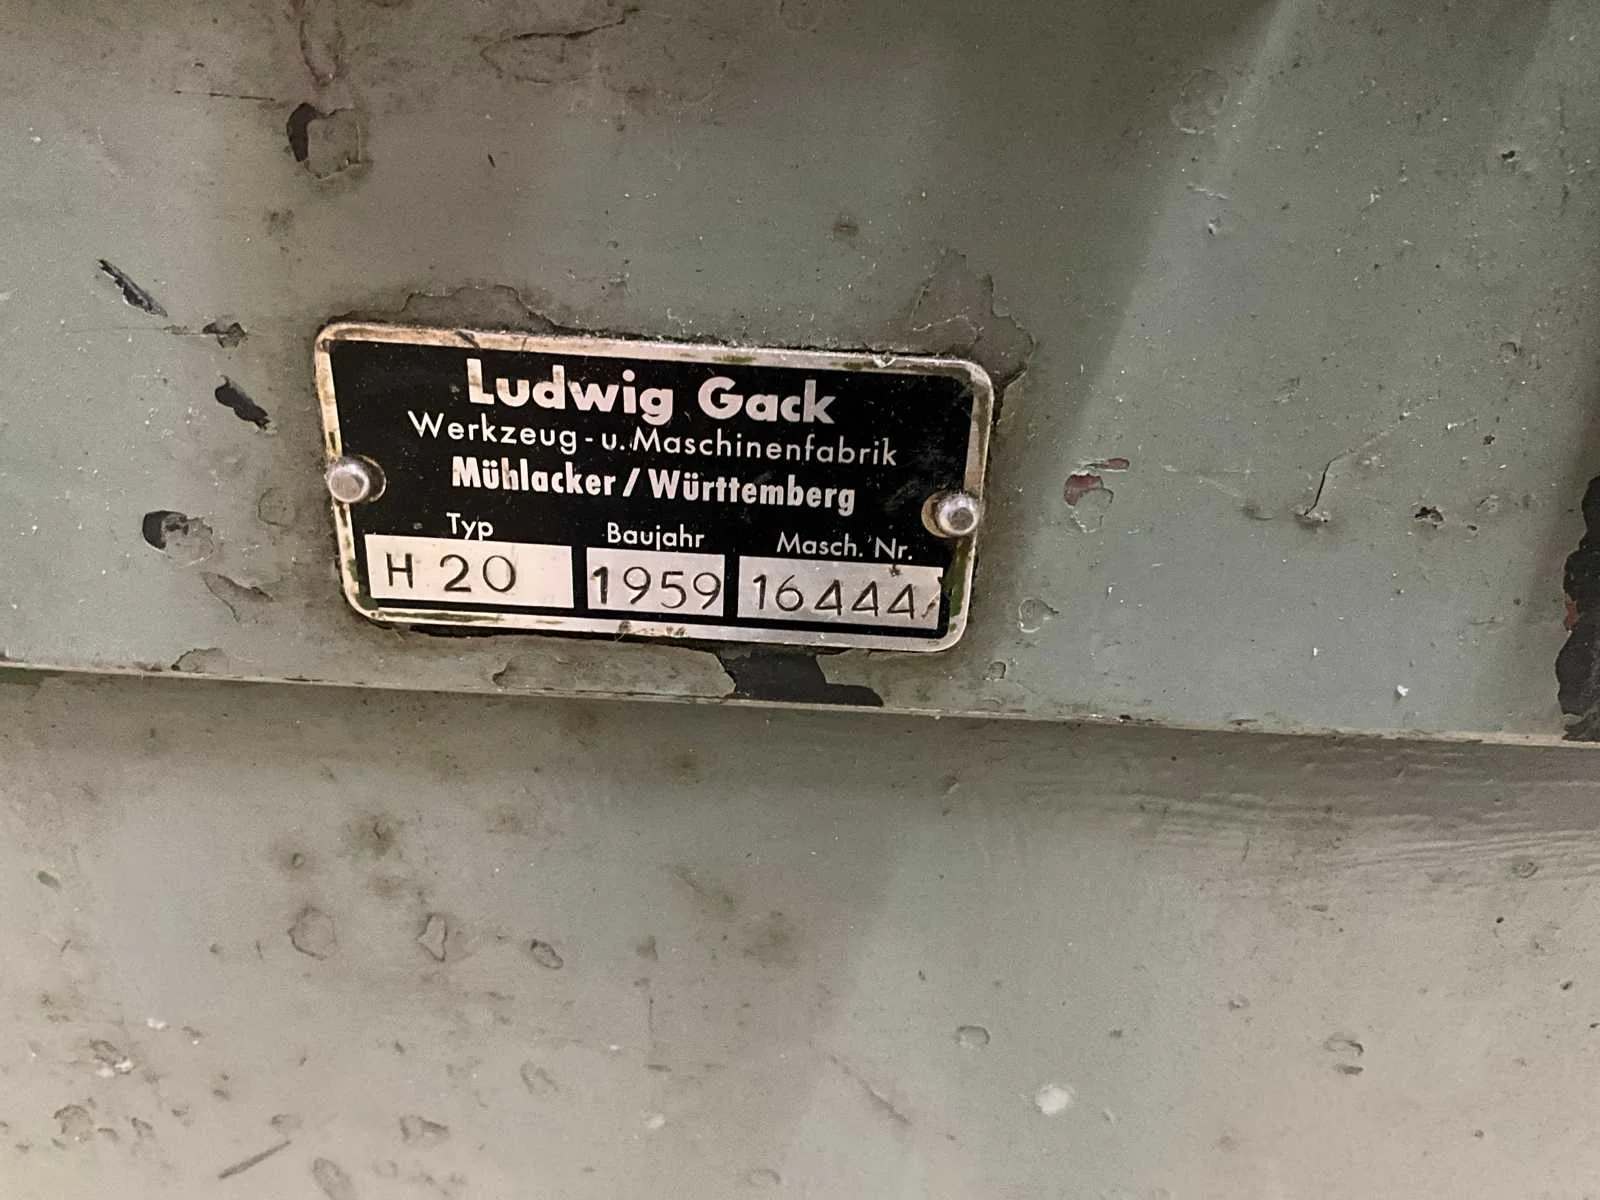 Ludwig Gack
Werkzeug-u. Maschinenfabrik
Mühlacker/Württemberg
Typ Baujahr Masch. Nr.
H 20 1959 16444